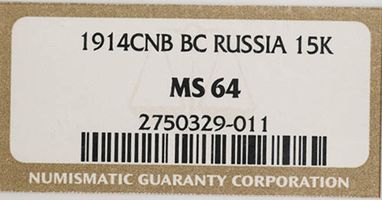 1914CNB BC RUSSIA 15K
MS 64
2750329-011
NUMISMATIC GUARANTY CORPORATION